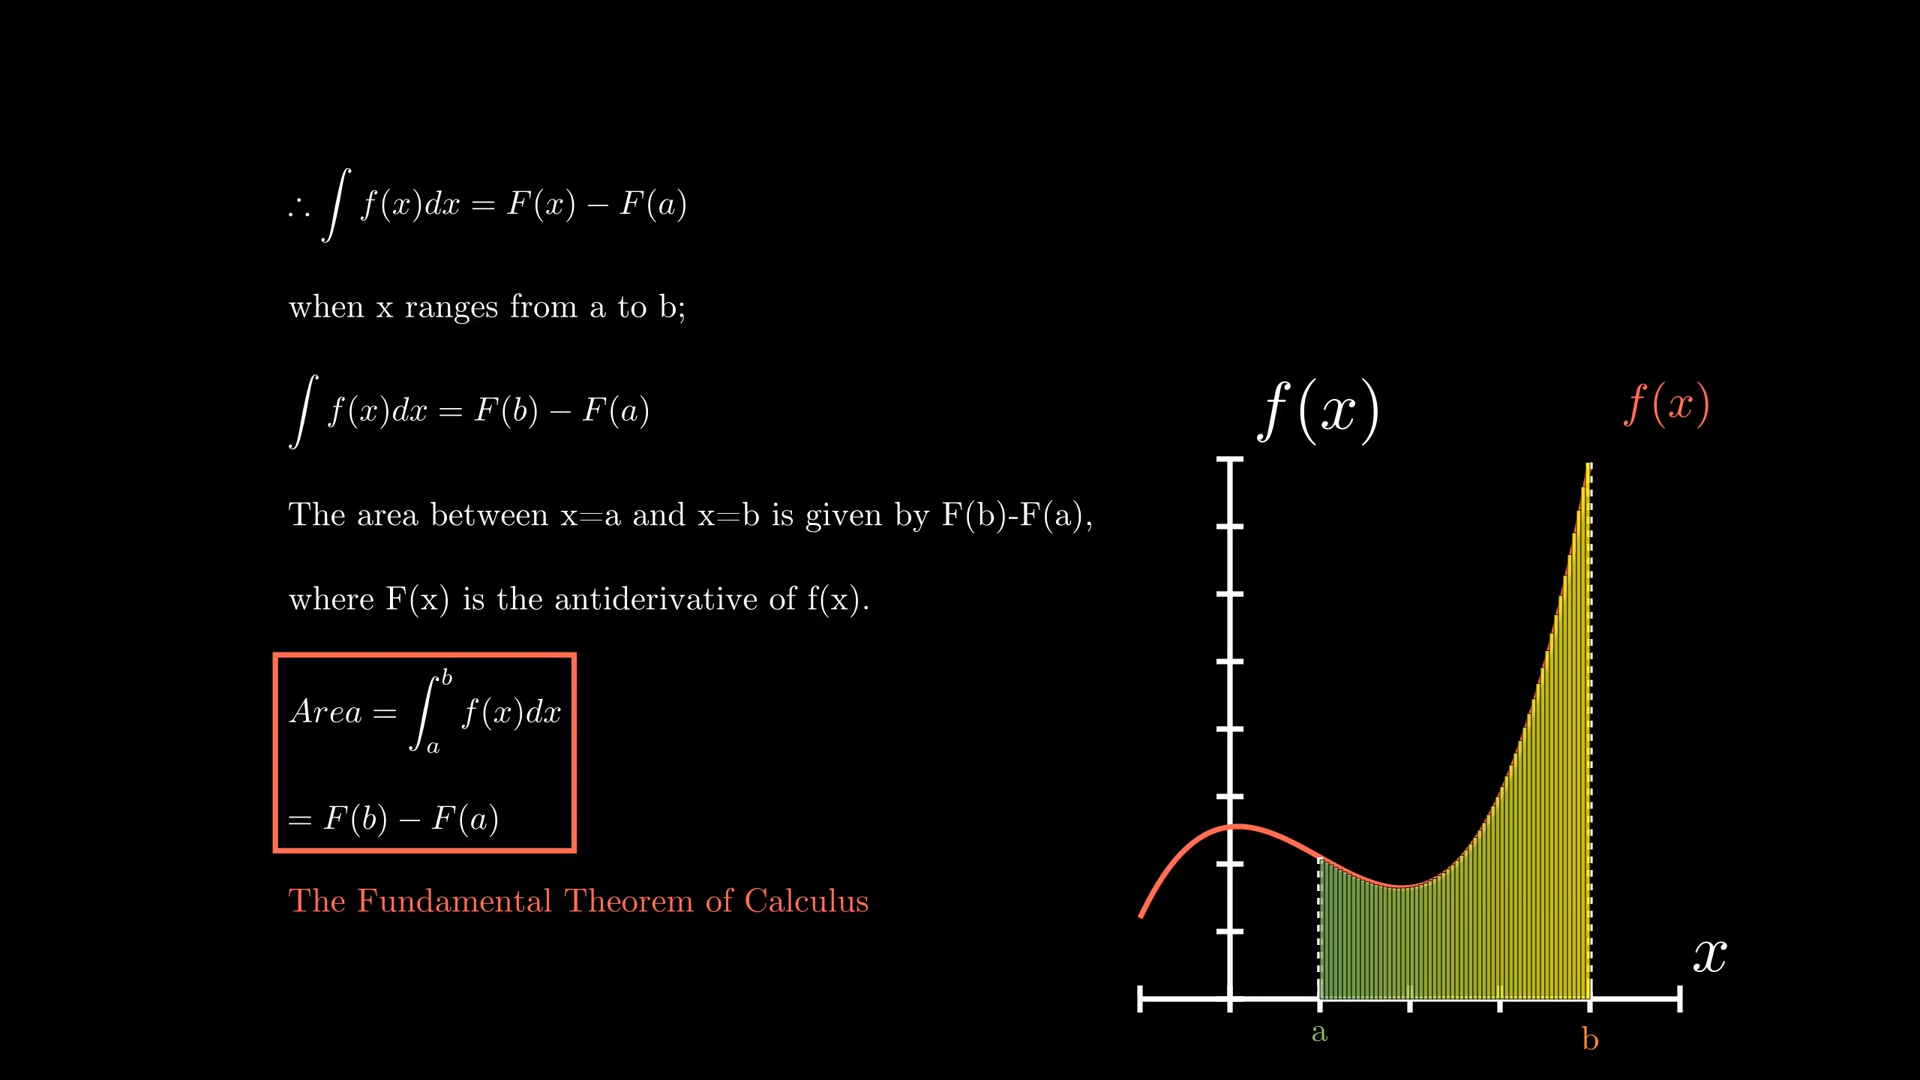 ∴ ∫ f(x)dx = F(x) − F(a)
when x ranges from a to b;
∫ f(x)dx = F(b) − F(a)
The area between x=a and x=b is given by F(b)-F(a),
where F(x) is the antiderivative of f(x).
Area = ∫_a^b f(x)dx
= F(b) − F(a)
The Fundamental Theorem of Calculus
f(x)
f(x)
x
a
b